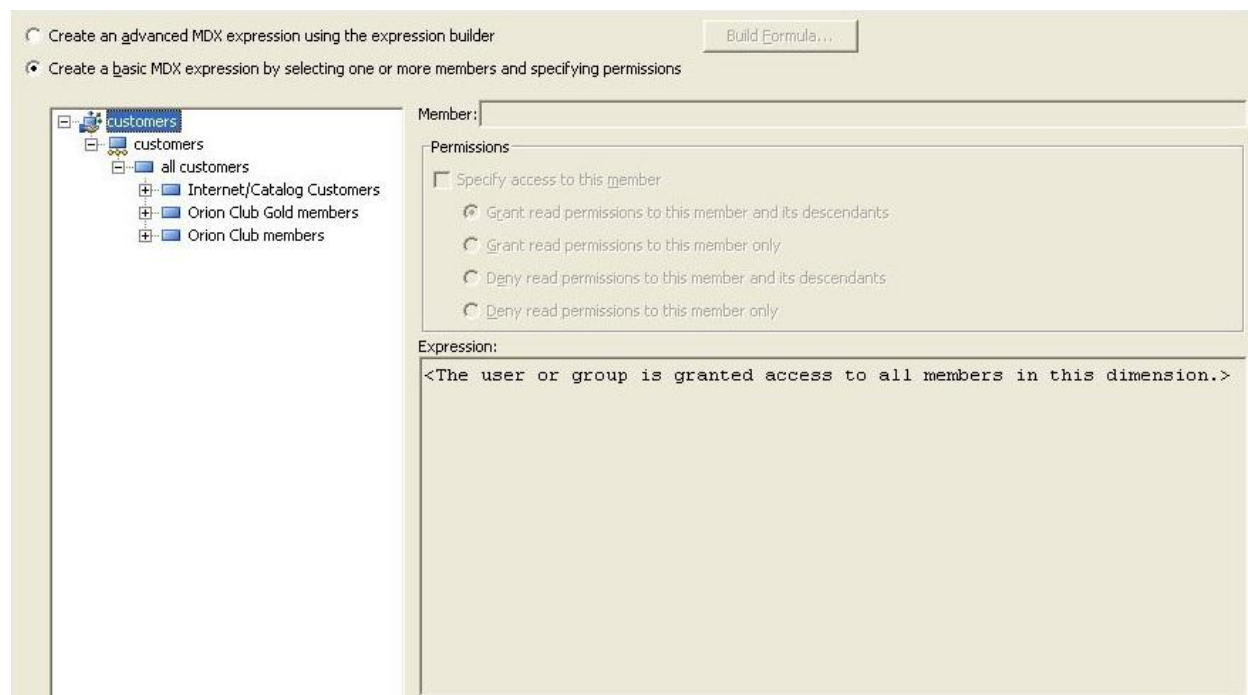 Create an advanced MDX expression using the expression builder
Build Formula...
Create a basic MDX expression by selecting one or more members and specifying permissions
customers
customers
all customers
Internet/Catalog Customers
Orion Club Gold members
Orion Club members
Member:
Permissions
Specify access to this member
Grant read permissions to this member and its descendants
Grant read permissions to this member only
Deny read permissions to this member and its descendants
Deny read permissions to this member only
Expression:
<The user or group is granted access to all members in this dimension.>